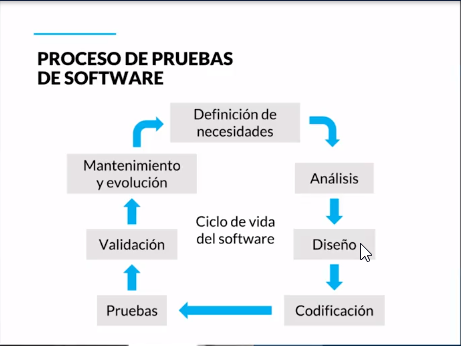 PROCESO DE PRUEBAS
DE SOFTWARE
Definición de
necesidades
Mantenimiento
y evolución
Análisis
Ciclo de vida
del software
Validación
Diseño
Pruebas
Codificación